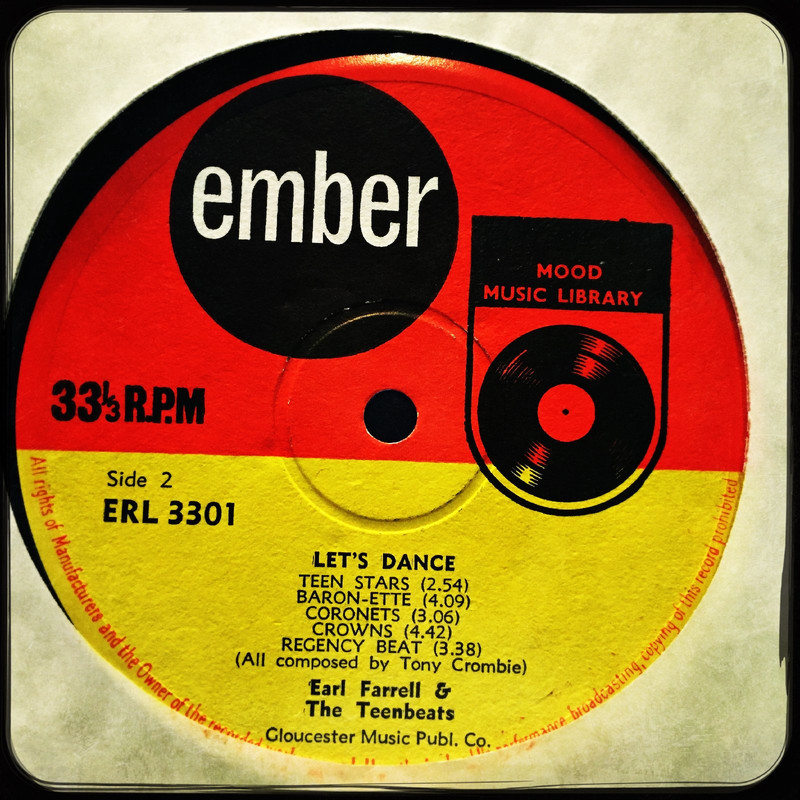 ember
MOOD
MUSIC LIBRARY
33⅓ R.P.M
Side 2
ERL 3301
LET'S DANCE
TEEN STARS (2.54)
BARON-ETTE (4.09)
CORONETS (3.06)
CROWNS (4.42)
REGENCY BEAT (3.38)
(All composed by Tony Crombie)
Earl Farrell &
The Teenbeats
Gloucester Music Publ. Co.
All rights of Manufacturers and the Owner of the recorded performance, broadcasting, copying of this record prohibited